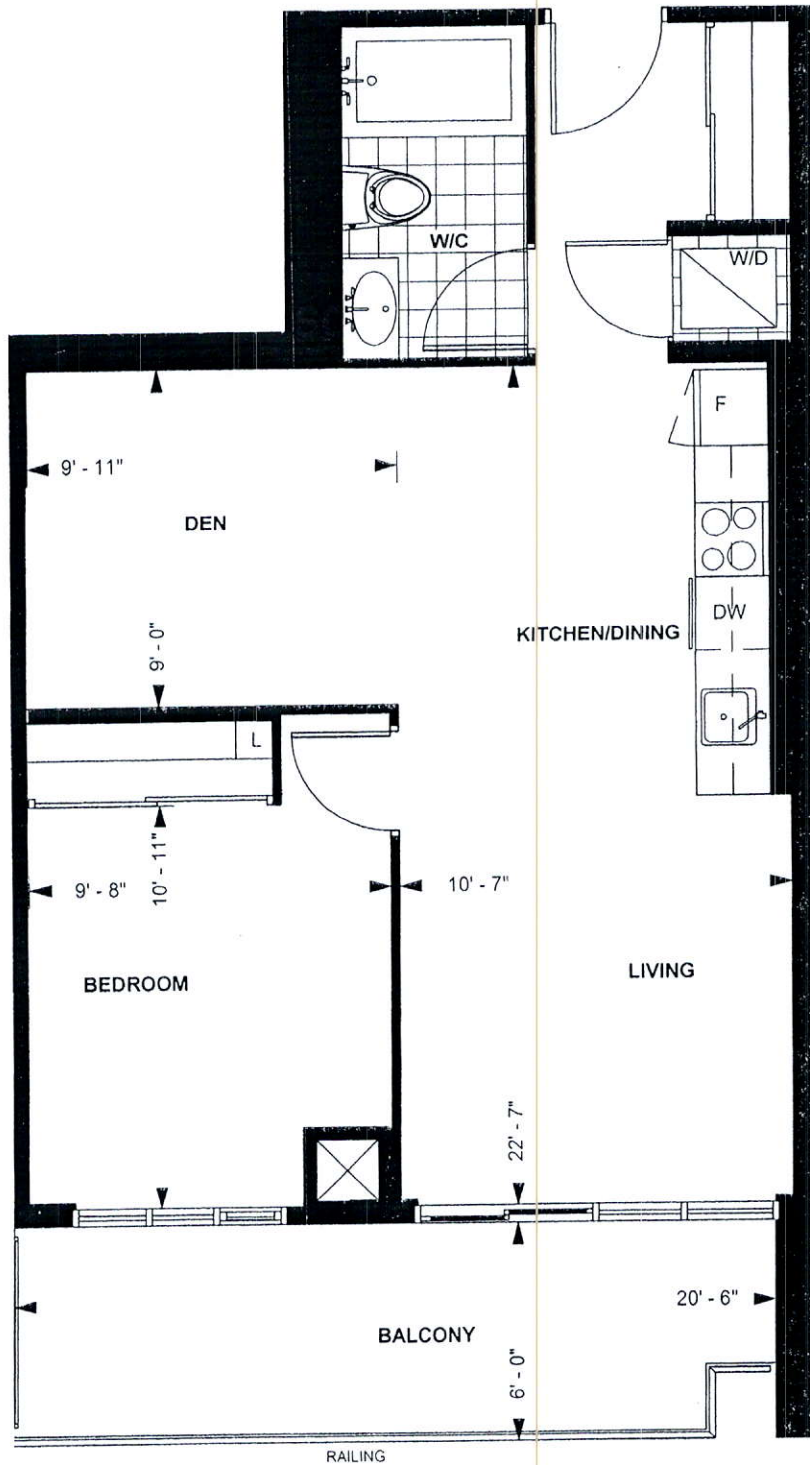 W/C
W/D
F
9' - 11"
DEN
9' - 0"
KITCHEN/DINING
DW
L
10' - 11"
9' - 8"
10' - 7"
BEDROOM
LIVING
22' - 7"
20' - 6"
BALCONY
6' - 0"
RAILING